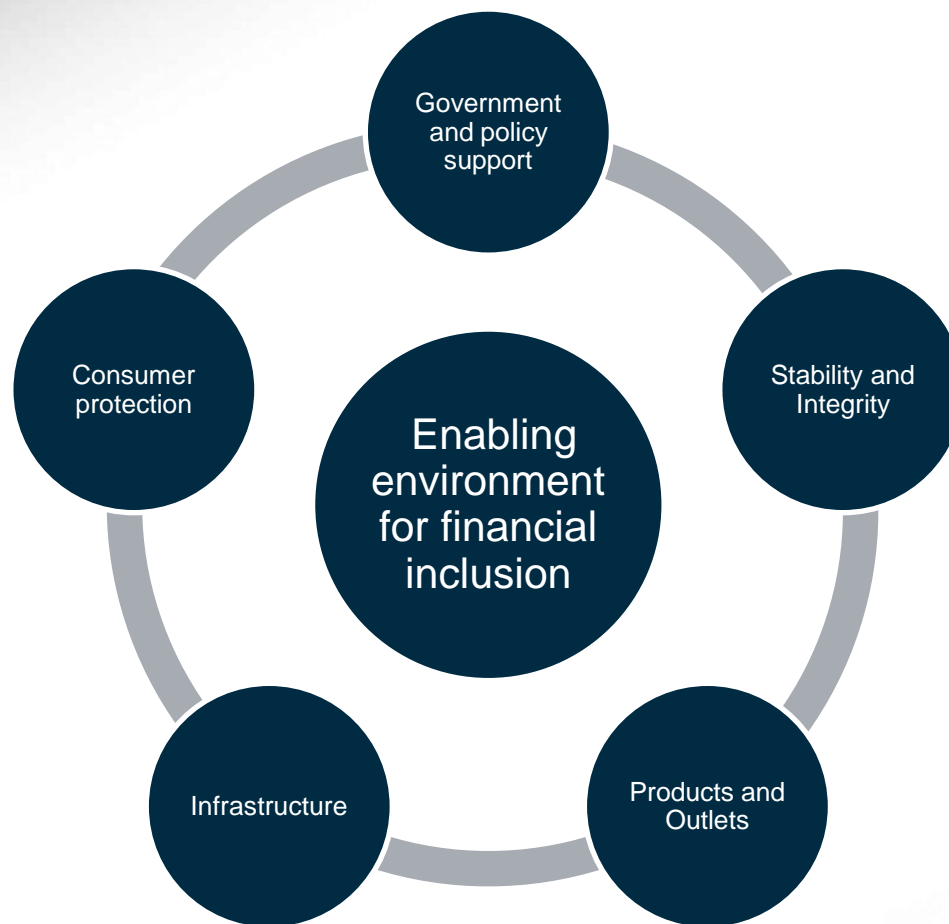 Government
and policy
support
Consumer
protection
Stability and
Integrity
Enabling
environment
for financial
inclusion
Infrastructure
Products and
Outlets